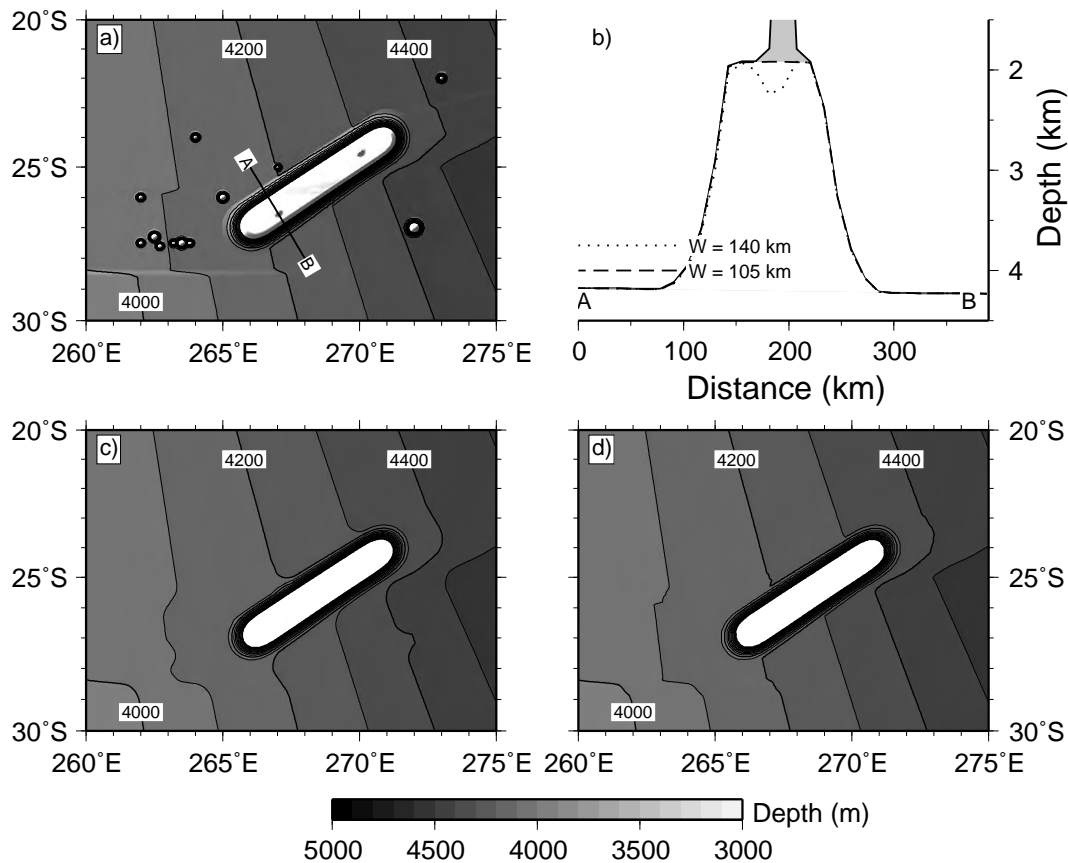 a)
4200
4400
4000
A
B
20˚S
25˚S
30˚S
260˚E
265˚E
270˚E
275˚E
b)
W = 140 km
W = 105 km
A
B
2
3
4
Depth (km)
0
100
200
300
Distance (km)
c)
4200
4400
4000
20˚S
25˚S
30˚S
260˚E
265˚E
270˚E
275˚E
d)
4200
4400
4000
20˚S
25˚S
30˚S
260˚E
265˚E
270˚E
275˚E
Depth (m)
5000
4500
4000
3500
3000